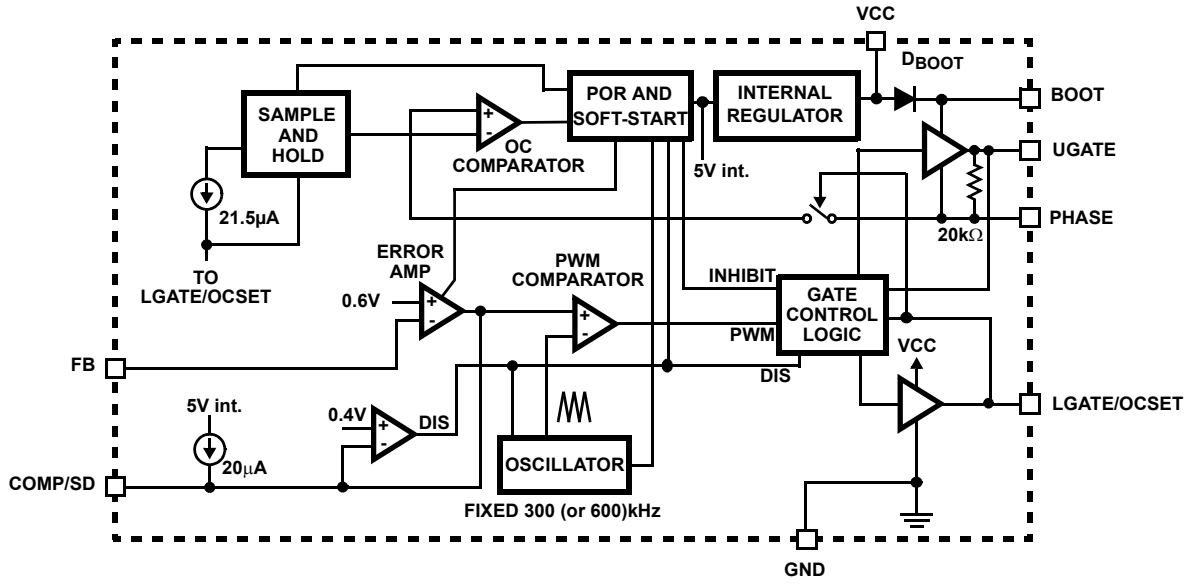 VCC
DBOOT
BOOT
SAMPLE
AND
HOLD
+
-
OC
COMPARATOR
POR AND
SOFT-START
INTERNAL
REGULATOR
5V int.
UGATE
21.5µA
TO
LGATE/OCSET
20kΩ
PHASE
ERROR
AMP
PWM
COMPARATOR
INHIBIT
0.6V
+
-
+
-
GATE
CONTROL
LOGIC
PWM
DIS
FB
VCC
5V int.
0.4V
+
-
DIS
LGATE/OCSET
20µA
OSCILLATOR
COMP/SD
FIXED 300 (or 600)kHz
GND